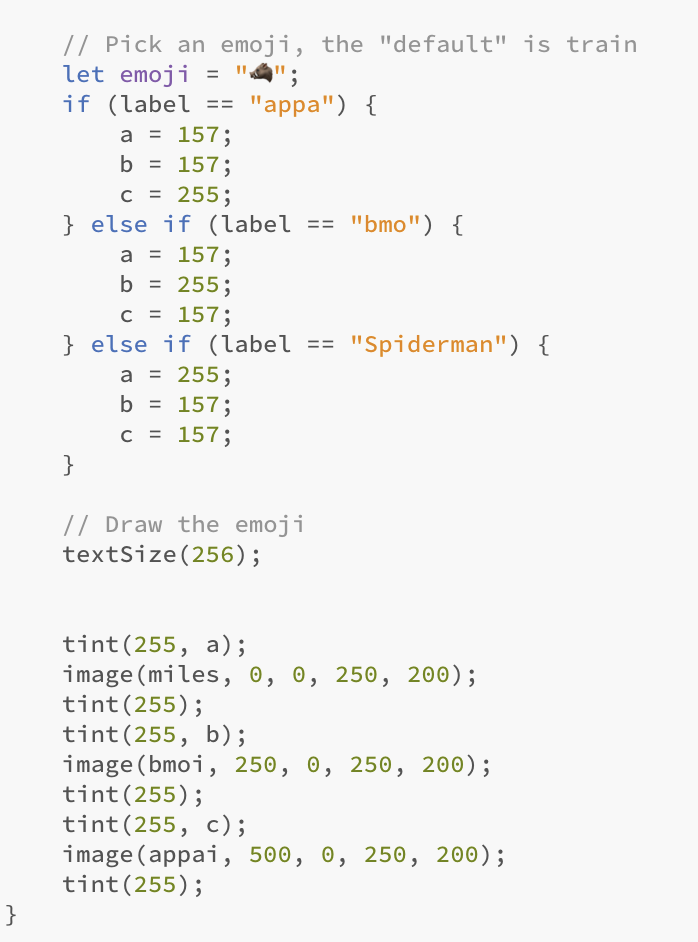 // Pick an emoji, the "default" is train
let emoji = "🐗";
if (label == "appa") {
a = 157;
b = 157;
c = 255;
} else if (label == "bmo") {
a = 157;
b = 255;
c = 157;
} else if (label == "Spiderman") {
a = 255;
b = 157;
c = 157;
}
// Draw the emoji
textSize(256);
tint(255, a);
image(miles, 0, 0, 250, 200);
tint(255);
tint(255, b);
image(bmoi, 250, 0, 250, 200);
tint(255);
tint(255, c);
image(appai, 500, 0, 250, 200);
tint(255);
}